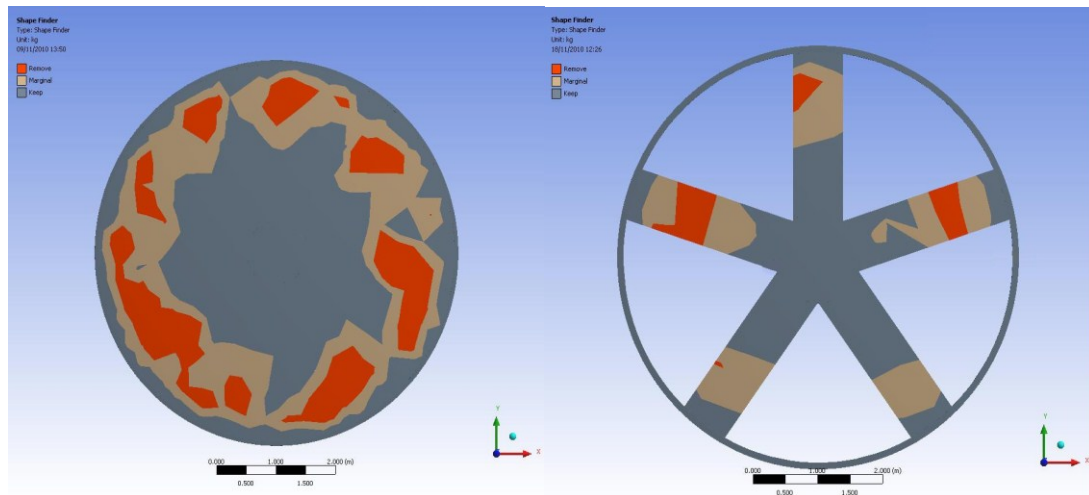 Shape Finder
Type: Shape Finder
Unit: kg
09/11/2010 13:50
Remove
Marginal
Keep
Y
X
0.000 1.000 2.000 (m)
0.500 1.500
Shape Finder
Type: Shape Finder
Unit: kg
18/11/2010 12:26
Remove
Marginal
Keep
Y
X
0.000 1.000 2.000 (m)
0.500 1.500